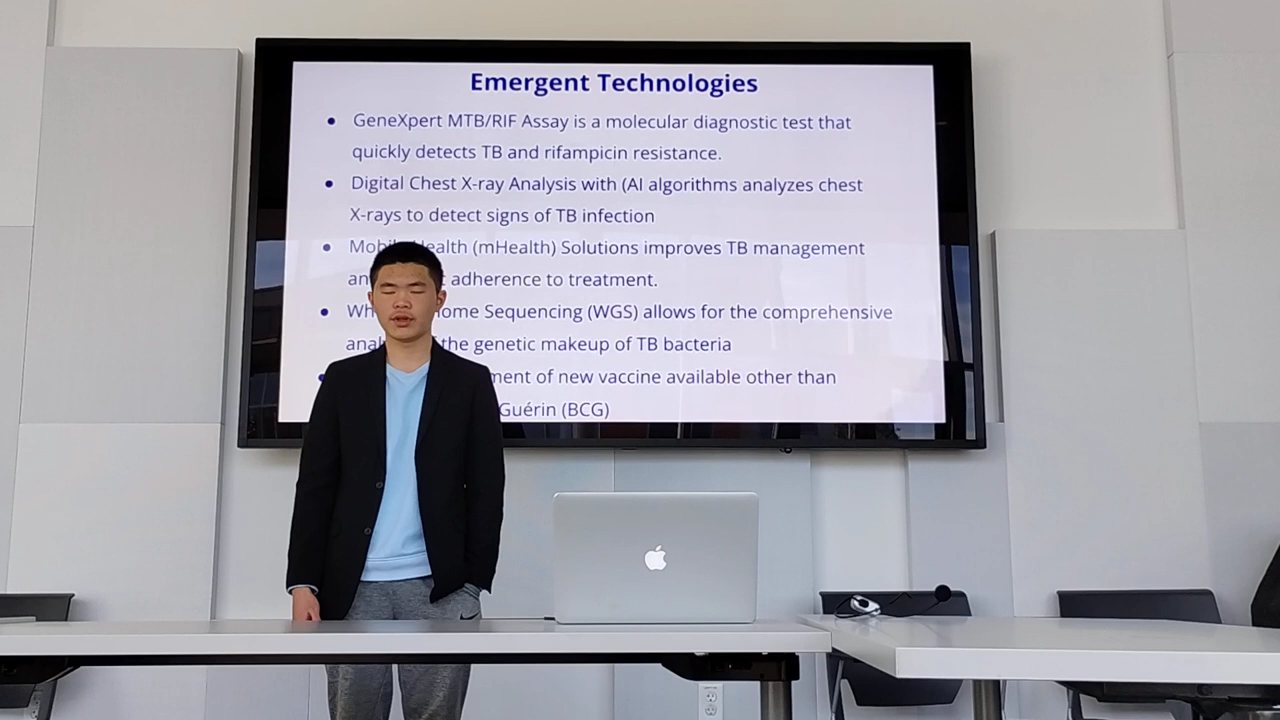 Emergent Technologies
• GeneXpert MTB/RIF Assay is a molecular diagnostic test that
quickly detects TB and rifampicin resistance.
• Digital Chest X-ray Analysis with (AI algorithms analyzes chest
X-rays to detect signs of TB infection
• Health (mHealth) Solutions improves TB management
adherence to treatment.
• Sequencing (WGS) allows for the comprehensive
the genetic makeup of TB bacteria
• of new vaccine available other than
Guérin (BCG)